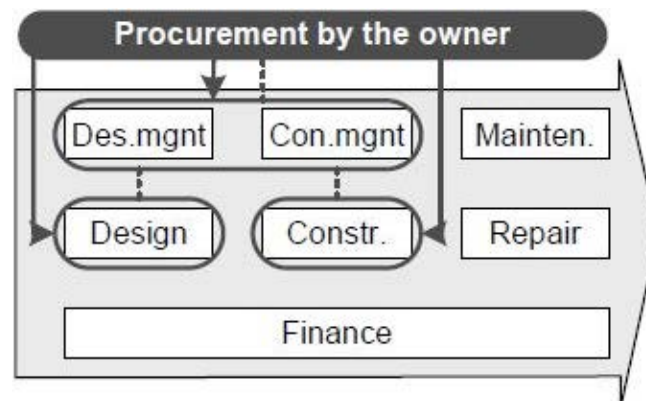 Procurement by the owner
Des.mgnt Con.mgnt Mainten.
Design Constr. Repair
Finance